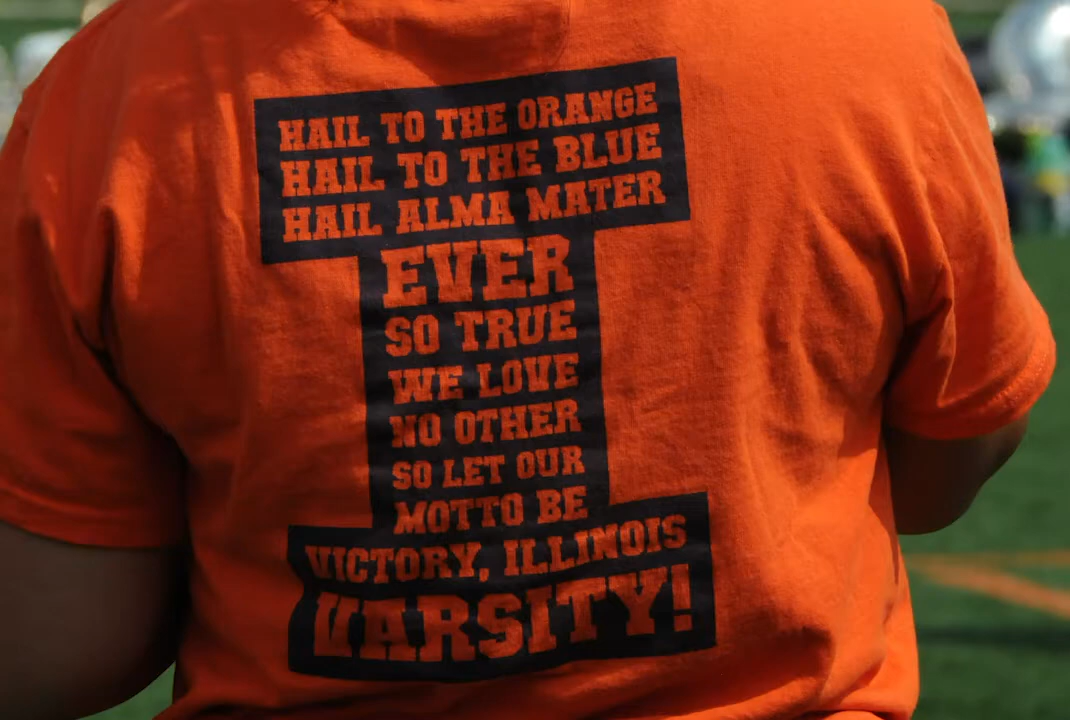 HAIL TO THE ORANGE
HAIL TO THE BLUE
HAIL ALMA MATER
EVER
SO TRUE
WE LOVE
NO OTHER
SO LET OUR
MOTTO BE
VICTORY, ILLINOIS
VARSITY!